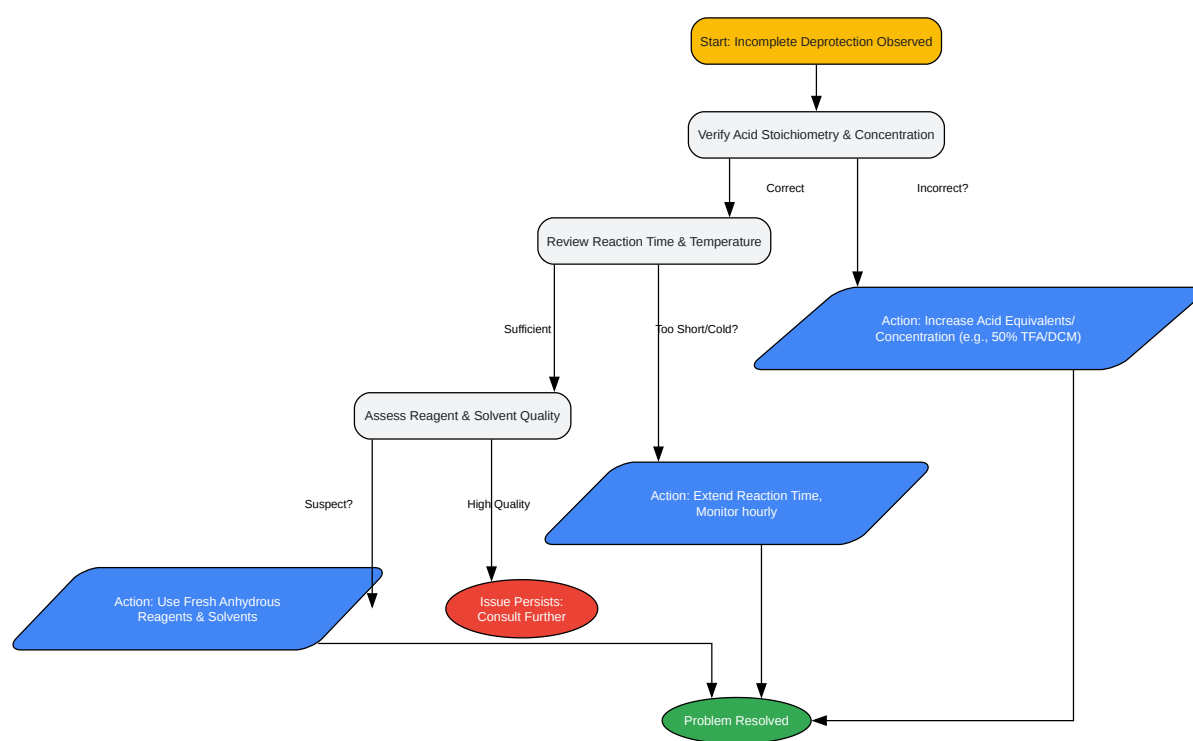 Start: Incomplete Deprotection Observed
Verify Acid Stoichiometry & Concentration
Correct
Incorrect?
Review Reaction Time & Temperature
Action: Increase Acid Equivalents/
Concentration (e.g., 50% TFA/DCM)
Sufficient
Too Short/Cold?
Assess Reagent & Solvent Quality
Action: Extend Reaction Time,
Monitor hourly
Suspect?
High Quality
Action: Use Fresh Anhydrous
Reagents & Solvents
Issue Persists:
Consult Further
Problem Resolved